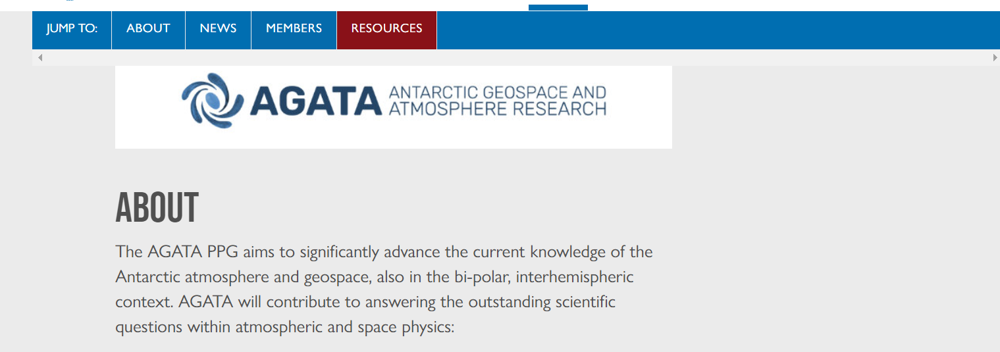 JUMP TO:
ABOUT
NEWS
MEMBERS
RESOURCES
AGATA
ANTARCTIC GEOSPACE AND
ATMOSPHERE RESEARCH
ABOUT
The AGATA PPG aims to significantly advance the current knowledge of the
Antarctic atmosphere and geospace, also in the bi-polar, interhemispheric
context. AGATA will contribute to answering the outstanding scientific
questions within atmospheric and space physics: